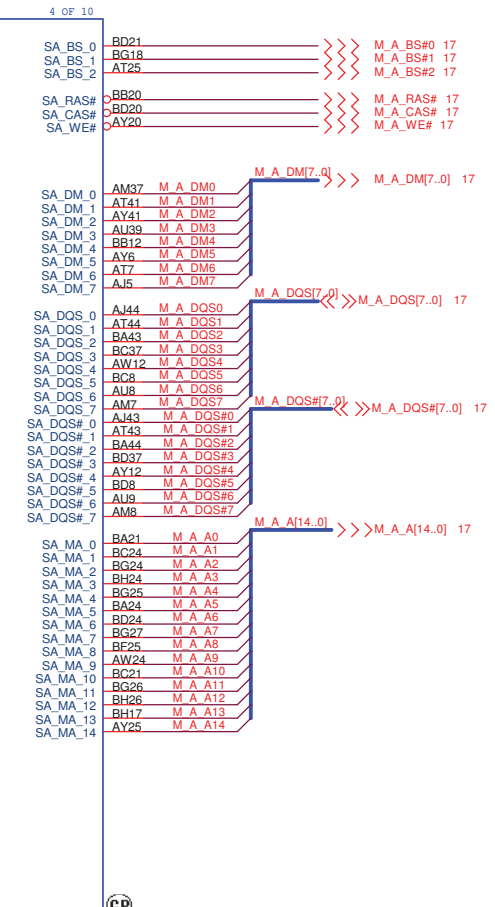 4 OF 10
SA_BS_0 BD21 M_A_BS#0 17
SA_BS_1 BG18 M_A_BS#1 17
SA_BS_2 AT25 M_A_BS#2 17
SA_RAS# BB20 M_A_RAS# 17
SA_CAS# BD20 M_A_CAS# 17
SA_WE# AY20 M_A_WE# 17
M_A_DM[7..0] M_A_DM[7..0] 17
SA_DM_0 AM37 M_A_DM0
SA_DM_1 AT41 M_A_DM1
SA_DM_2 AY41 M_A_DM2
SA_DM_3 AU39 M_A_DM3
SA_DM_4 BB12 M_A_DM4
SA_DM_5 AY6 M_A_DM5
SA_DM_6 AT7 M_A_DM6
SA_DM_7 AJ5 M_A_DM7
M_A_DQS[7..0] M_A_DQS[7..0] 17
SA_DQS_0 AJ44 M_A_DQS0
SA_DQS_1 AT44 M_A_DQS1
SA_DQS_2 BA43 M_A_DQS2
SA_DQS_3 BC37 M_A_DQS3
SA_DQS_4 AW12 M_A_DQS4
SA_DQS_5 BC8 M_A_DQS5
SA_DQS_6 AU8 M_A_DQS6
SA_DQS_7 AM7 M_A_DQS7
M_A_DQS#[7..0] M_A_DQS#[7..0] 17
SA_DQS#_0 AJ43 M_A_DQS#0
SA_DQS#_1 AT43 M_A_DQS#1
SA_DQS#_2 BA44 M_A_DQS#2
SA_DQS#_3 BD37 M_A_DQS#3
SA_DQS#_4 AY12 M_A_DQS#4
SA_DQS#_5 BD8 M_A_DQS#5
SA_DQS#_6 AU9 M_A_DQS#6
SA_DQS#_7 AM8 M_A_DQS#7
M_A_A[14..0] M_A_A[14..0] 17
SA_MA_0 BA21 M_A_A0
SA_MA_1 BC24 M_A_A1
SA_MA_2 BG24 M_A_A2
SA_MA_3 BH24 M_A_A3
SA_MA_4 BG25 M_A_A4
SA_MA_5 BA24 M_A_A5
SA_MA_6 BD24 M_A_A6
SA_MA_7 BG27 M_A_A7
SA_MA_8 BF25 M_A_A8
SA_MA_9 AW24 M_A_A9
SA_MA_10 BC21 M_A_A10
SA_MA_11 BG26 M_A_A11
SA_MA_12 BH26 M_A_A12
SA_MA_13 BH17 M_A_A13
SA_MA_14 AY25 M_A_A14